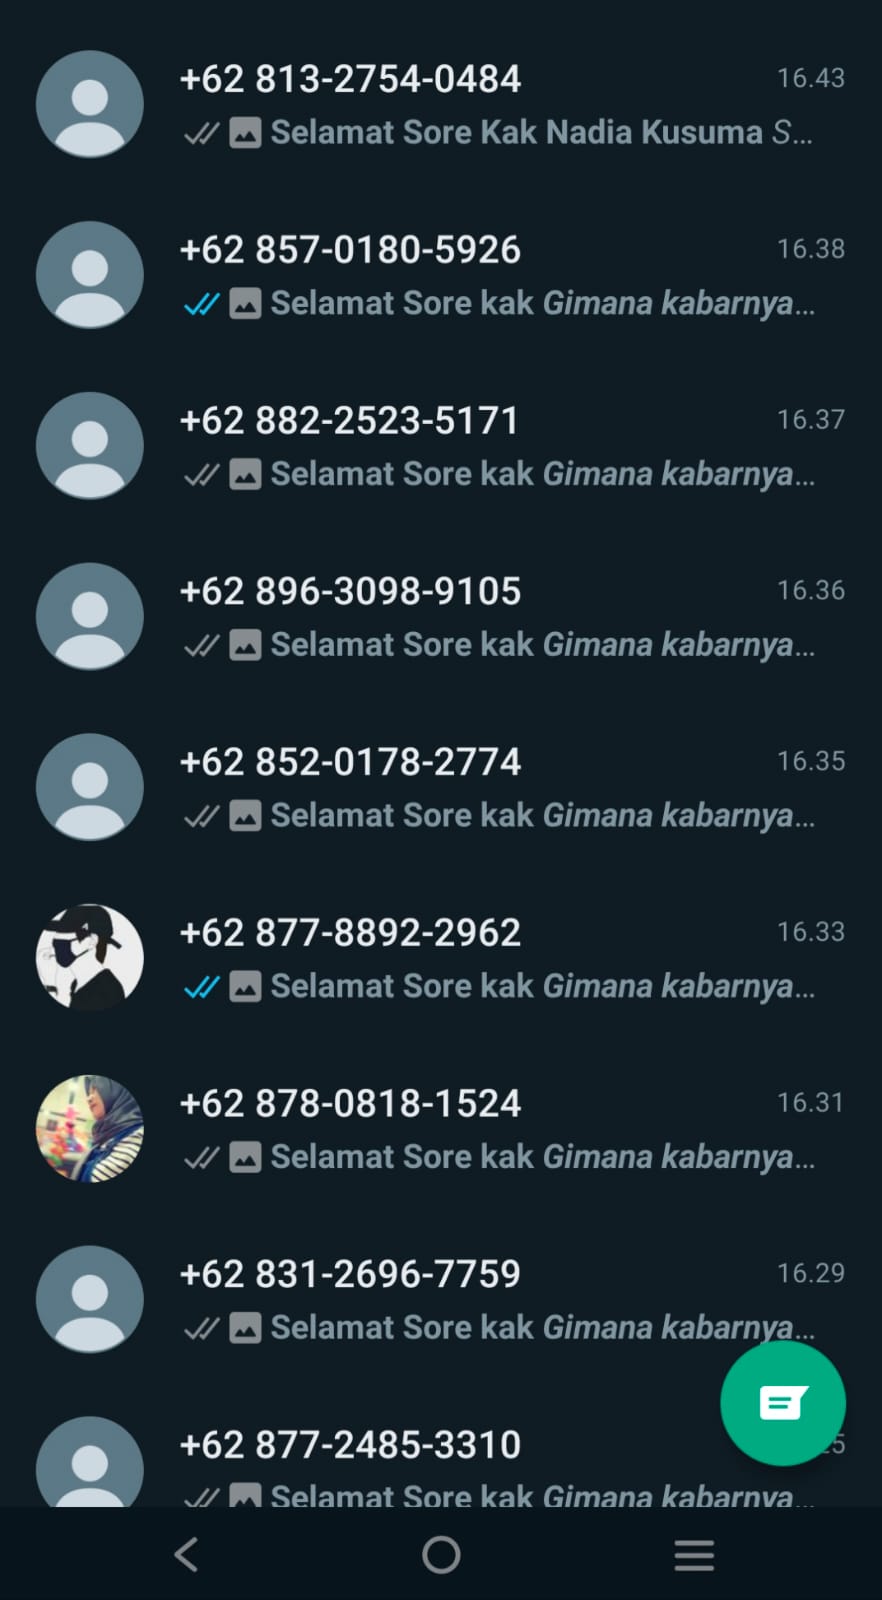 +62 813-2754-0484 16.43
Selamat Sore Kak Nadia Kusuma S...
+62 857-0180-5926 16.38
Selamat Sore kak Gimana kabarnya...
+62 882-2523-5171 16.37
Selamat Sore kak Gimana kabarnya...
+62 896-3098-9105 16.36
Selamat Sore kak Gimana kabarnya...
+62 852-0178-2774 16.35
Selamat Sore kak Gimana kabarnya...
+62 877-8892-2962 16.33
Selamat Sore kak Gimana kabarnya...
+62 878-0818-1524 16.31
Selamat Sore kak Gimana kabarnya...
+62 831-2696-7759 16.29
Selamat Sore kak Gimana kabarnya...
+62 877-2485-3310
Selamat Sore kak Gimana kabarnya...